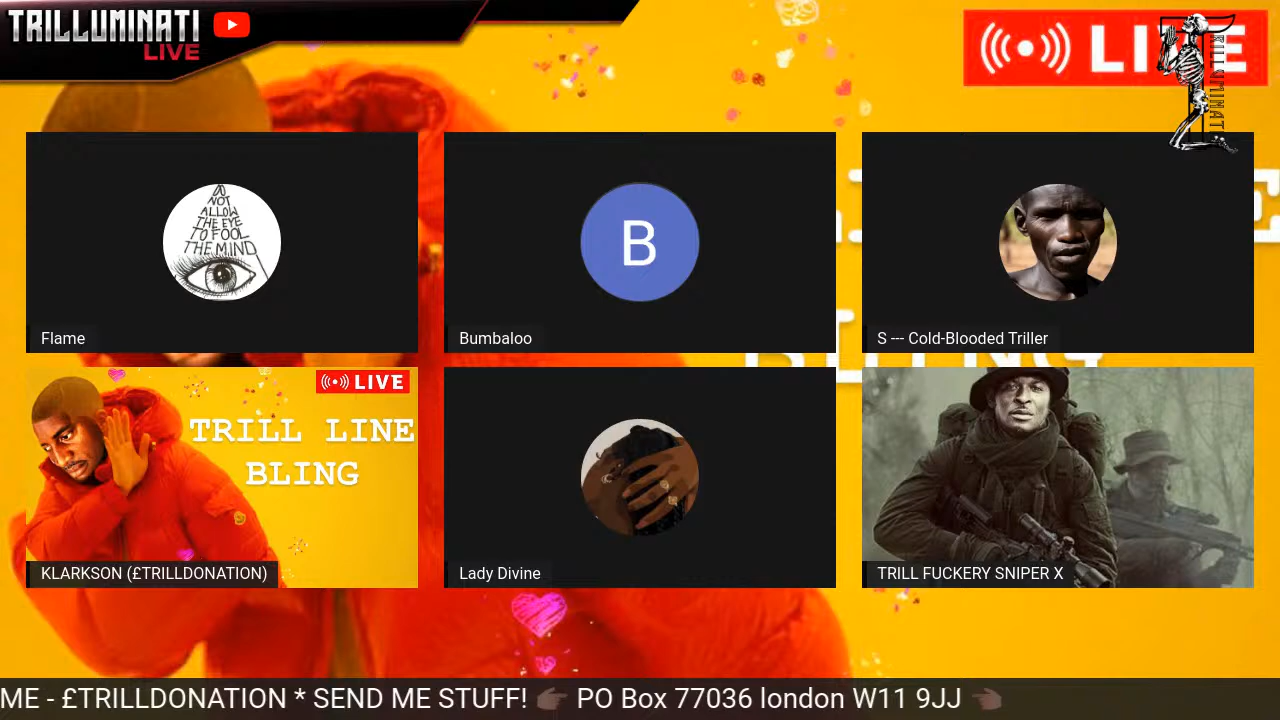 TRILLUMINATI
LIVE
LIVE
TRILLUMINATI
DO
NOT
ALLOW
THE EYE
TO FOOL
THE MIND
B
Flame
Bumbaloo
S --- Cold-Blooded Triller
LIVE
TRILL LINE
BLING
KLARKSON (£TRILLDONATION)
Lady Divine
TRILL FUCKERY SNIPER X
ME - £TRILLDONATION * SEND ME STUFF! 👉🏿 PO Box 77036 london W11 9JJ 👈🏿